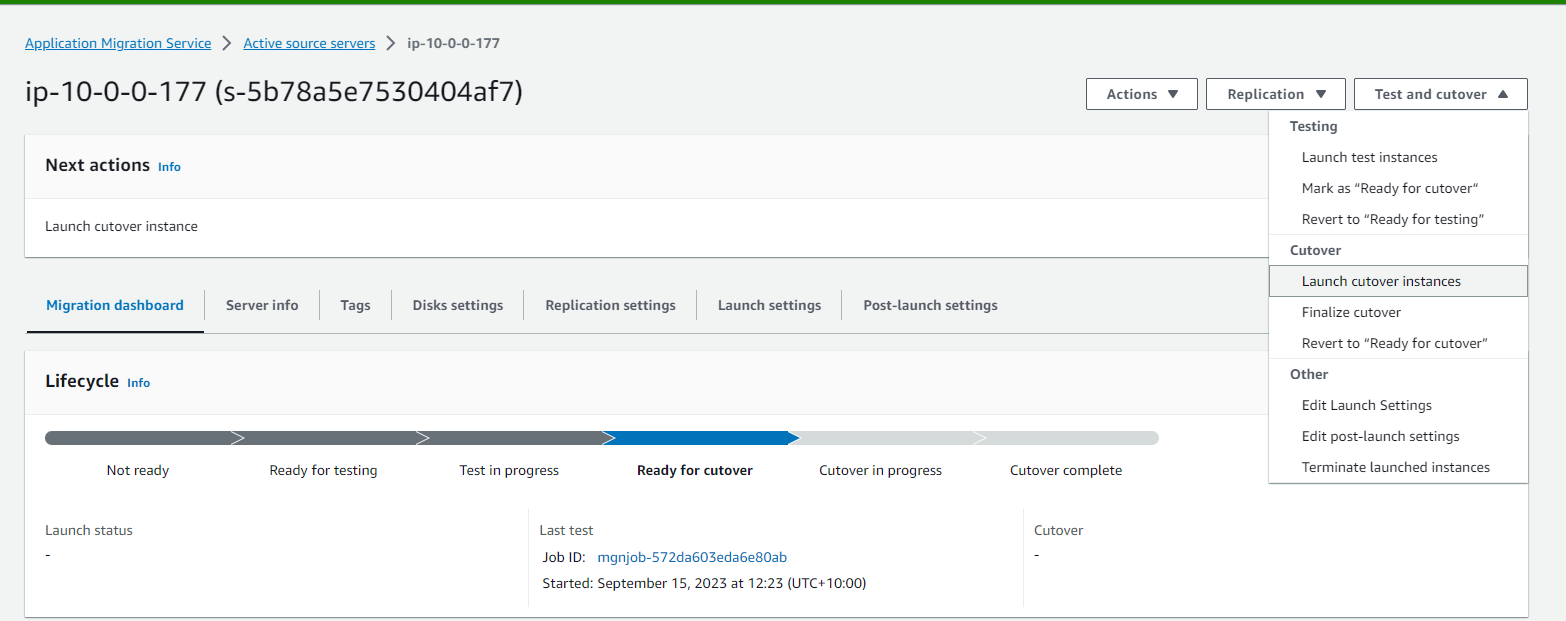 Application Migration Service > Active source servers > ip-10-0-0-177
ip-10-0-0-177 (s-5b78a5e7530404af7)
Actions Replication Test and cutover
Testing
Launch test instances
Mark as “Ready for cutover“
Revert to “Ready for testing”
Cutover
Launch cutover instances
Finalize cutover
Revert to “Ready for cutover”
Other
Edit Launch Settings
Edit post-launch settings
Terminate launched instances
Next actions Info
Launch cutover instance
Migration dashboard Server info Tags Disks settings Replication settings Launch settings Post-launch settings
Lifecycle Info
Not ready Ready for testing Test in progress Ready for cutover Cutover in progress Cutover complete
Launch status
-
Last test
Job ID: mgnjob-572da603eda6e80ab
Started: September 15, 2023 at 12:23 (UTC+10:00)
Cutover
-